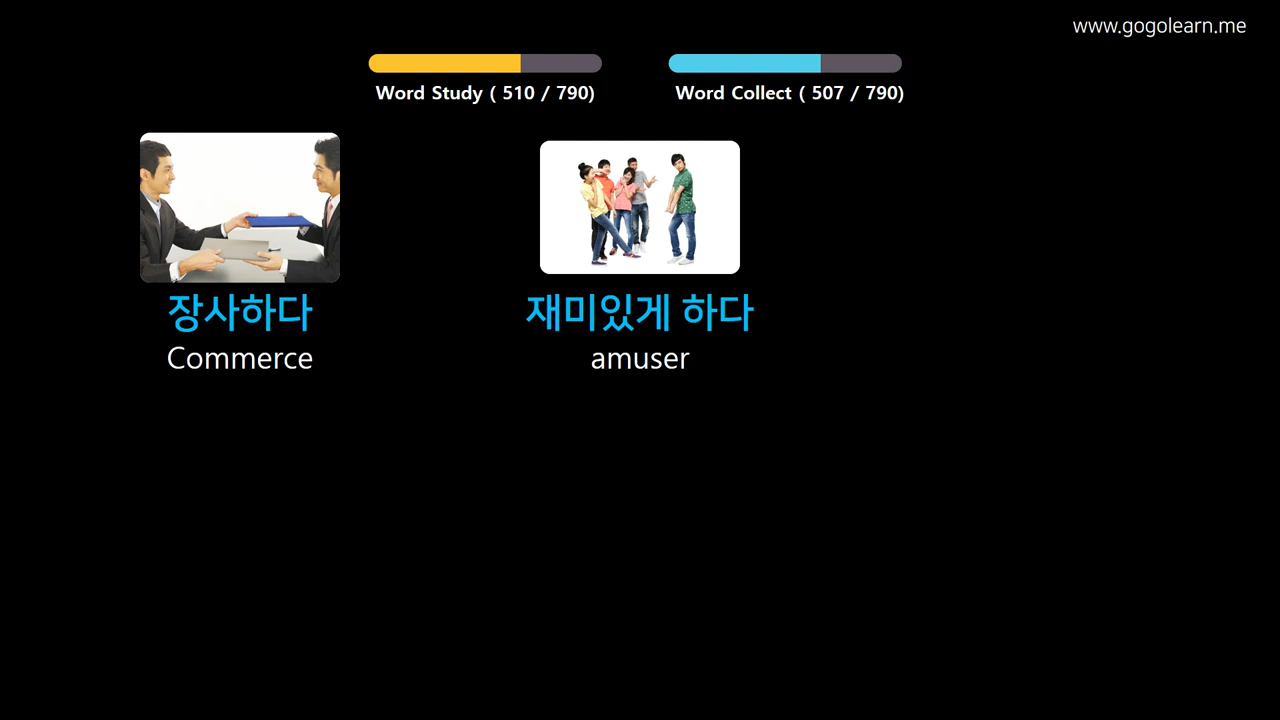 www.gogolearn.me
Word Study ( 510 / 790)
Word Collect ( 507 / 790)
장사하다
Commerce
재미있게 하다
amuser